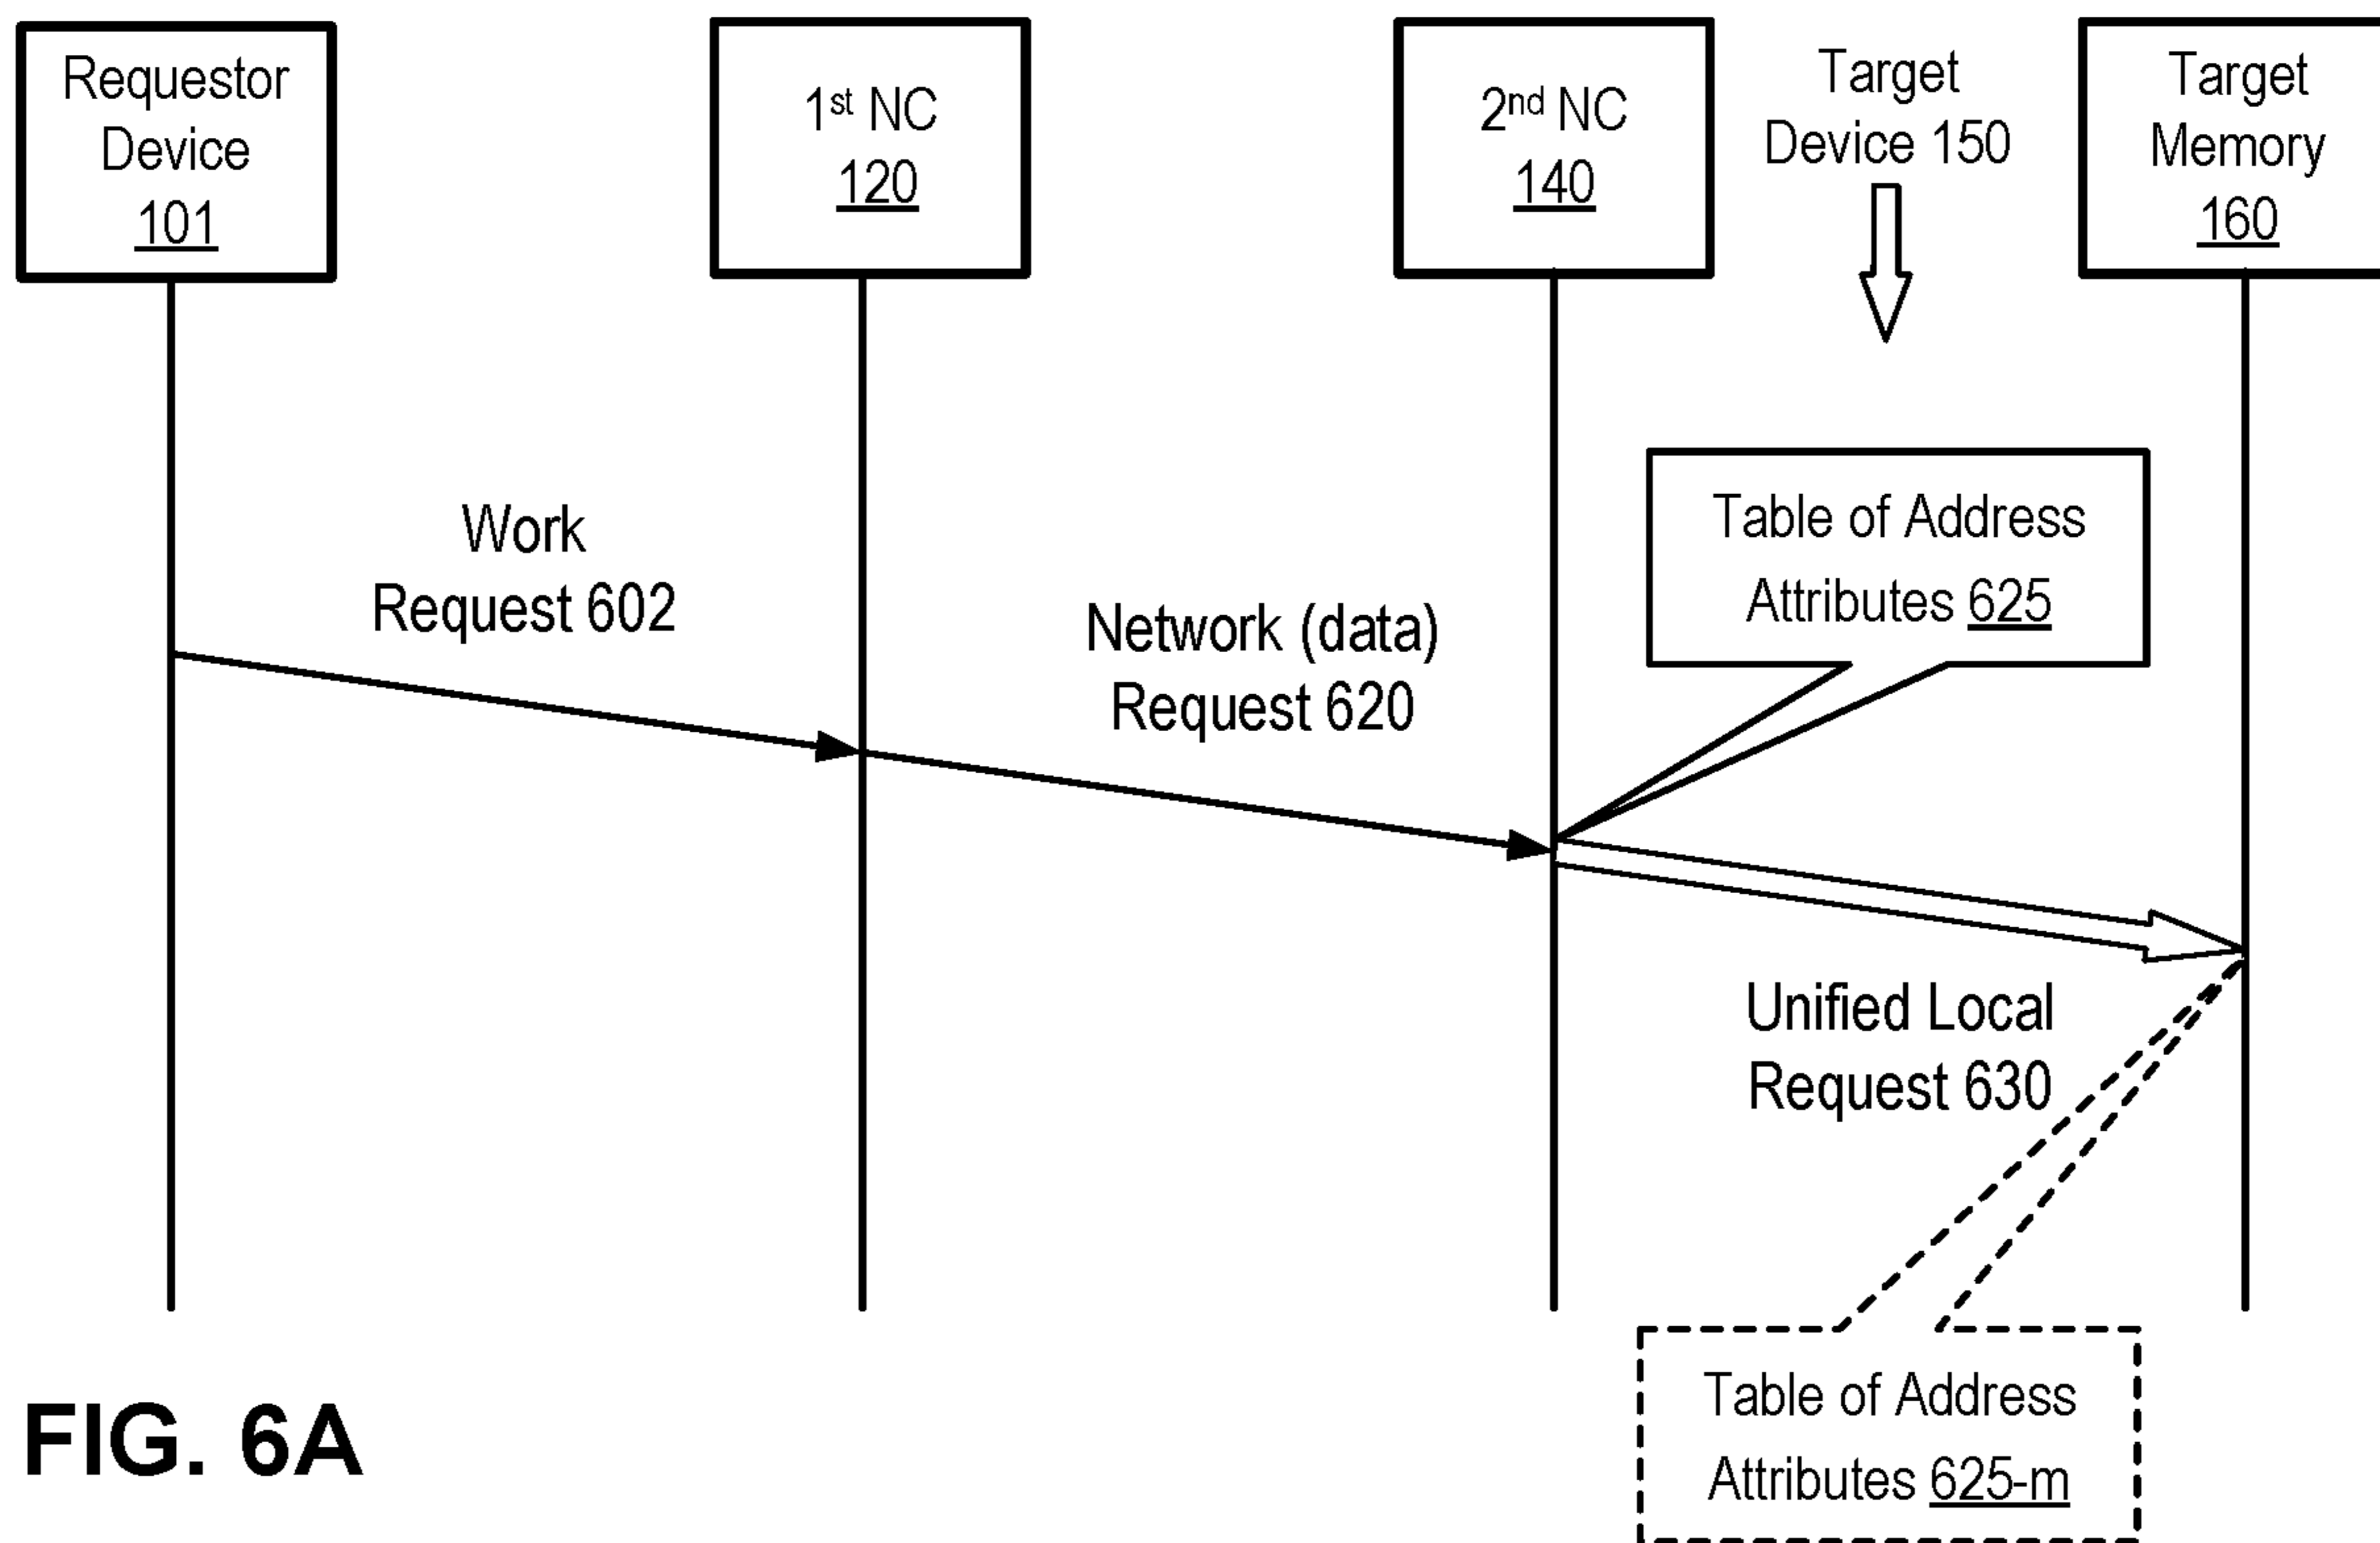 Requestor
Device
101
1st NC
120
2nd NC
140
Target
Device 150
Target
Memory
160
Work
Request 602
Network (data)
Request 620
Table of Address
Attributes 625
Unified Local
Request 630
Table of Address
Attributes 625-m
FIG. 6A